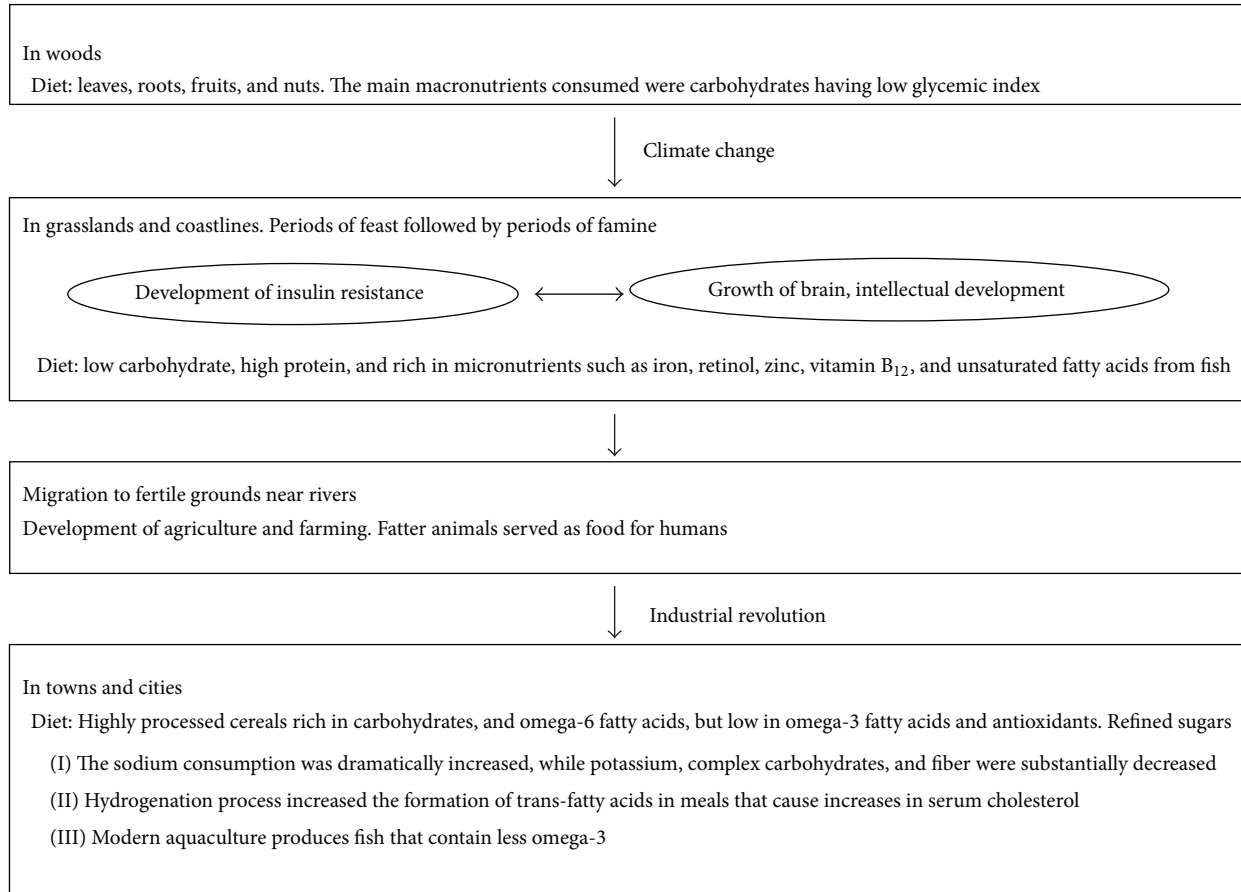 In woods
Diet: leaves, roots, fruits, and nuts. The main macronutrients consumed were carbohydrates having low glycemic index
Climate change
In grasslands and coastlines. Periods of feast followed by periods of famine
Development of insulin resistance
Growth of brain, intellectual development
Diet: low carbohydrate, high protein, and rich in micronutrients such as iron, retinol, zinc, vitamin B₁₂, and unsaturated fatty acids from fish
Migration to fertile grounds near rivers
Development of agriculture and farming. Fatter animals served as food for humans
Industrial revolution
In towns and cities
Diet: Highly processed cereals rich in carbohydrates, and omega-6 fatty acids, but low in omega-3 fatty acids and antioxidants. Refined sugars
(I) The sodium consumption was dramatically increased, while potassium, complex carbohydrates, and fiber were substantially decreased
(II) Hydrogenation process increased the formation of trans-fatty acids in meals that cause increases in serum cholesterol
(III) Modern aquaculture produces fish that contain less omega-3